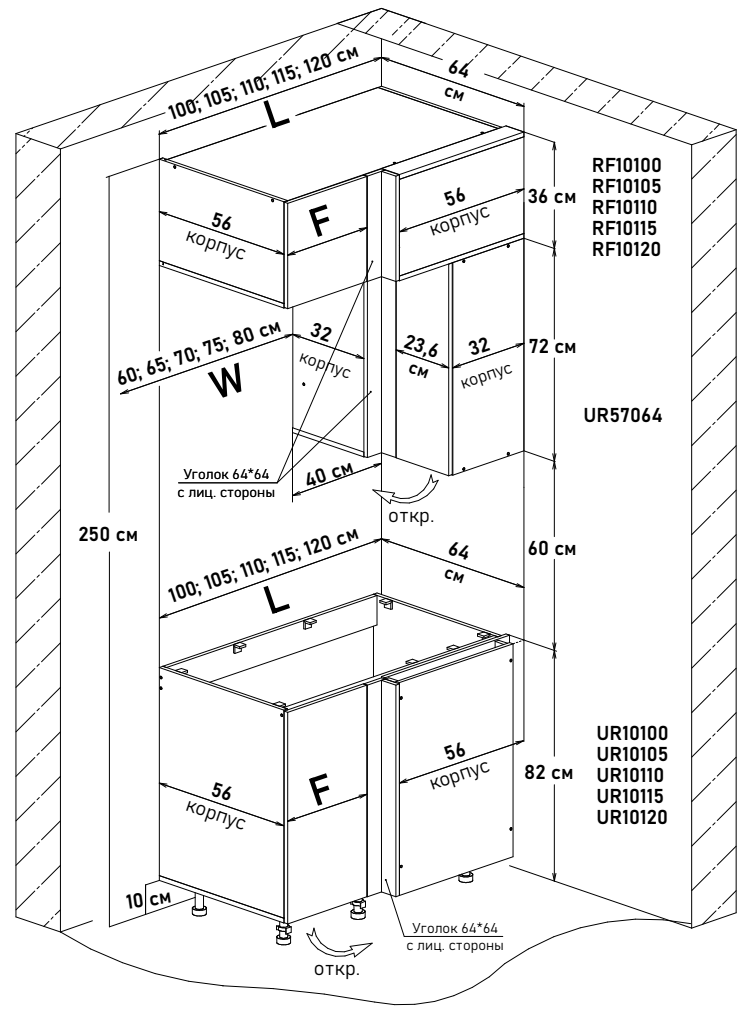 100; 105; 110; 115; 120 см
L
64
см
RF10100
RF10105
RF10110
RF10115
RF10120
56
корпус
F
56
корпус
36 см
60; 65; 70; 75; 80 см
W
32
корпус
23,6
см
32
корпус
72 см
UR57064
Уголок 64*64
с лиц. стороны
40 см
откр.
250 см
100; 105; 110; 115; 120 см
L
64
см
60 см
56
корпус
F
56
корпус
82 см
UR10100
UR10105
UR10110
UR10115
UR10120
10 см
Уголок 64*64
с лиц. стороны
откр.